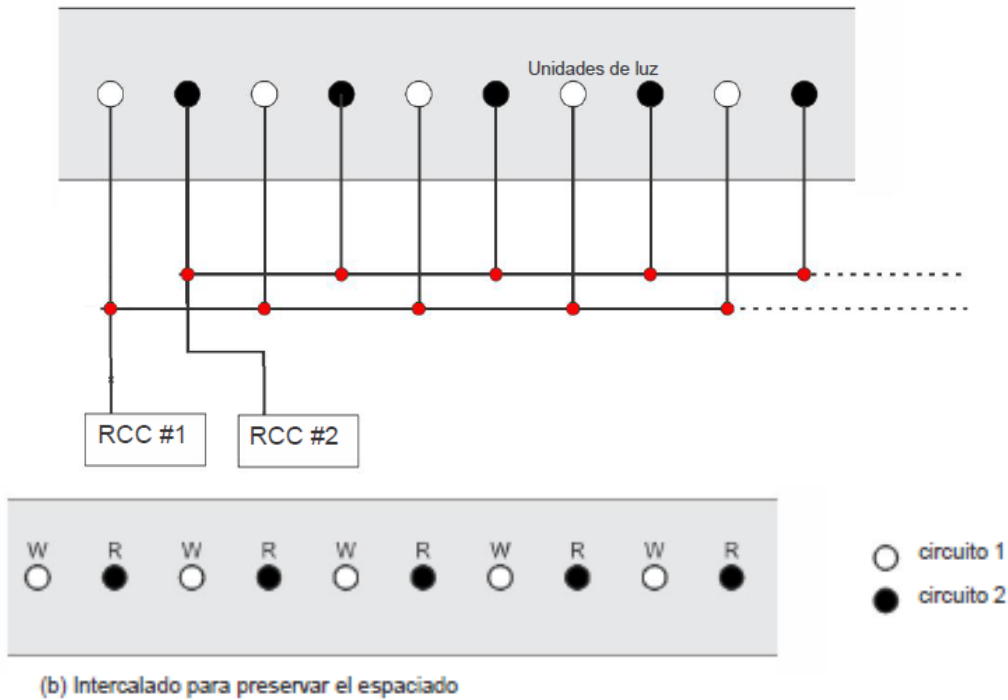 Unidades de luz
RCC #1 RCC #2
W R W R W R W R W R
circuito 1
circuito 2
(b) Intercalado para preservar el espaciado